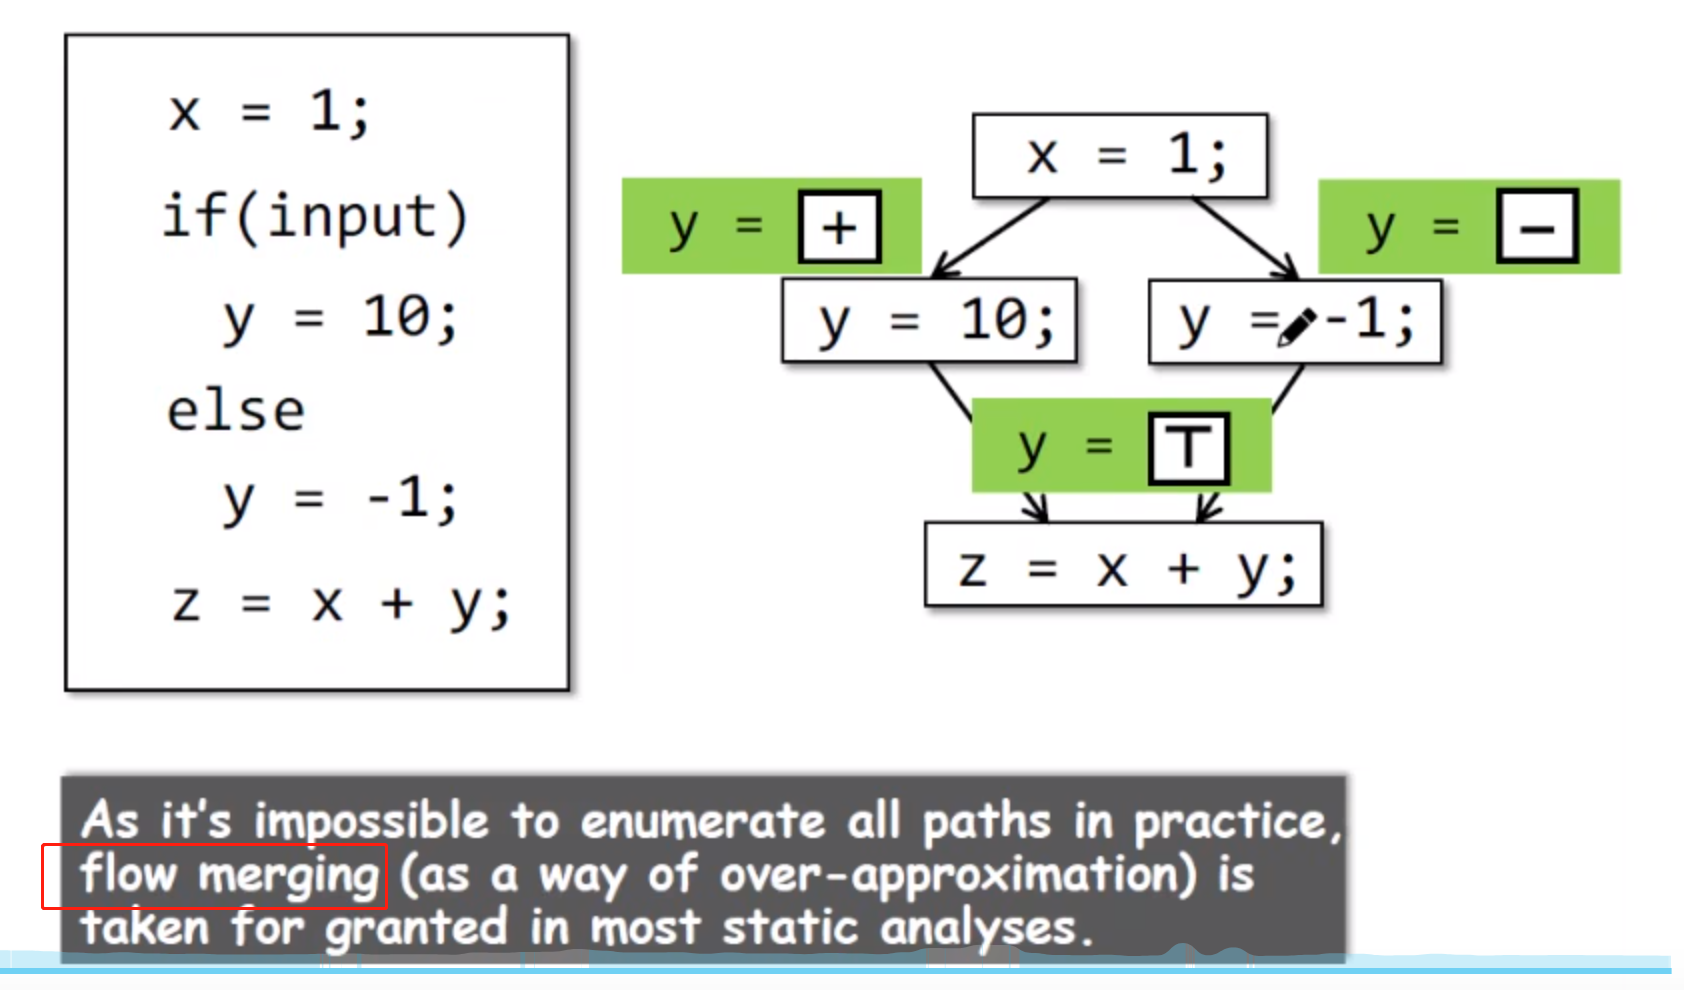 x = 1;
if(input)
y = 10;
else
y = -1;
z = x + y;
x = 1;
y = +
y = −
y = 10;
y = -1;
y = ⊤
z = x + y;
As it's impossible to enumerate all paths in practice,
flow merging (as a way of over-approximation) is
taken for granted in most static analyses.